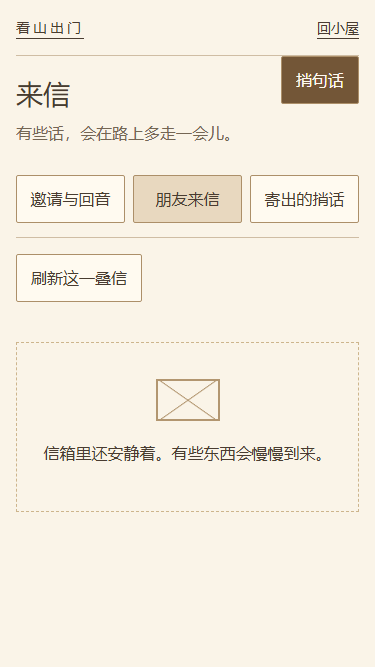 看山出门
回小屋
来信
捎句话
有些话，会在路上多走一会儿。
邀请与回音
朋友来信
寄出的捎话
刷新这一叠信
信箱里还安静着。有些东西会慢慢到来。